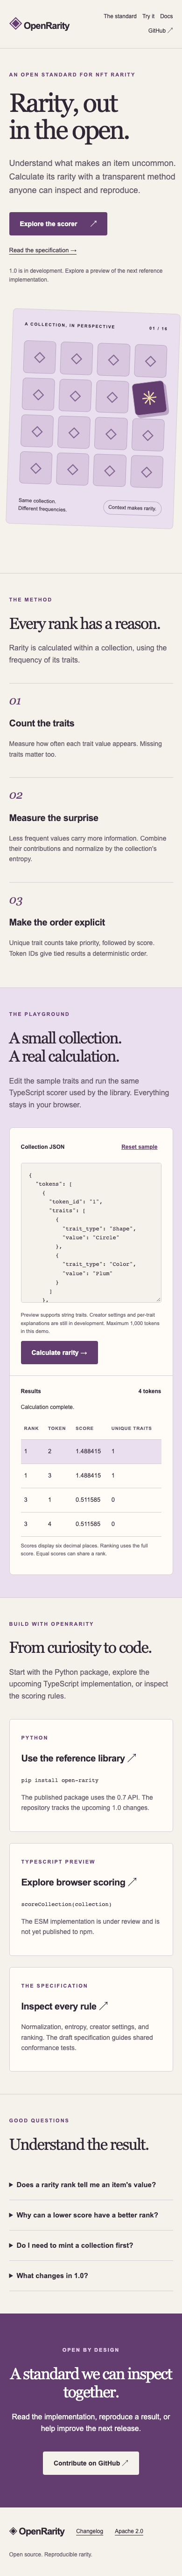 OpenRarity
The standard Try it Docs
GitHub ↗
AN OPEN STANDARD FOR NFT RARITY
Rarity, out
in the open.
Understand what makes an item uncommon.
Calculate its rarity with a transparent method
anyone can inspect and reproduce.
Explore the scorer ↗
Read the specification →
1.0 is in development. Explore a preview of the next reference
implementation.
A COLLECTION, IN PERSPECTIVE
01 / 16
Same collection.
Different frequencies.
Context makes rarity.
THE METHOD
Every rank has a reason.
Rarity is calculated within a collection, using the
frequency of its traits.
01
Count the traits
Measure how often each trait value appears. Missing
traits matter too.
02
Measure the surprise
Less frequent values carry more information. Combine
their contributions and normalize by the collection's
entropy.
03
Make the order explicit
Unique trait counts take priority, followed by score.
Token IDs give tied results a deterministic order.
THE PLAYGROUND
A small collection.
A real calculation.
Edit the sample traits and run the same
TypeScript scorer used by the library. Everything
stays in your browser.
Collection JSON
Reset sample
{
"tokens": [
{
"token_id": "1",
"traits": [
{
"trait_type": "Shape",
"value": "Circle"
},
{
"trait_type": "Color",
"value": "Plum"
}
]
},
Preview supports string traits. Creator settings and per-trait
explanations are still in development. Maximum 1,000 tokens
in this demo.
Calculate rarity →
Results
4 tokens
Calculation complete.
RANK TOKEN SCORE UNIQUE TRAITS
1 2 1.488415 1
1 3 1.488415 1
3 1 0.511585 0
3 4 0.511585 0
Scores display six decimal places. Ranking uses the full
score. Equal scores can share a rank.
BUILD WITH OPENRARITY
From curiosity to code.
Start with the Python package, explore the
upcoming TypeScript implementation, or inspect
the scoring rules.
PYTHON
Use the reference library ↗
pip install open-rarity
The published package uses the 0.7 API. The
repository tracks the upcoming 1.0 changes.
TYPESCRIPT PREVIEW
Explore browser scoring ↗
scoreCollection(collection)
The ESM implementation is under review and is
not yet published to npm.
THE SPECIFICATION
Inspect every rule ↗
Normalization, entropy, creator settings, and
ranking. The draft specification guides shared
conformance tests.
GOOD QUESTIONS
Understand the result.
Does a rarity rank tell me an item's value?
Why can a lower score have a better rank?
Do I need to mint a collection first?
What changes in 1.0?
OPEN BY DESIGN
A standard we can inspect
together.
Read the implementation, reproduce a result, or
help improve the next release.
Contribute on GitHub ↗
OpenRarity
Changelog
Apache 2.0
Open source. Reproducible rarity.